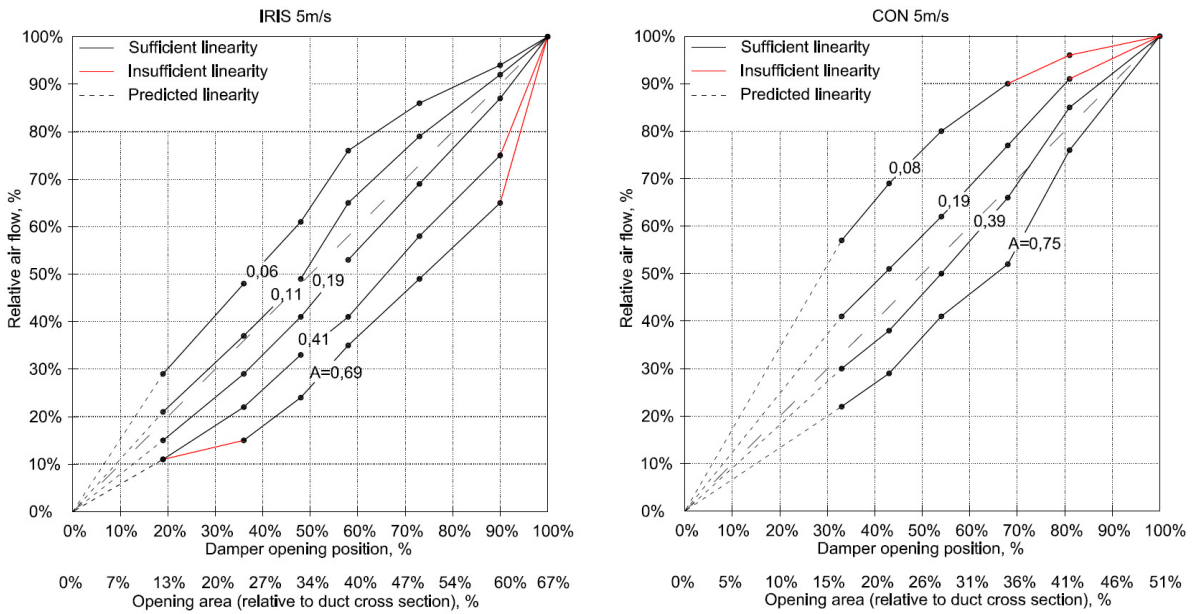 IRIS 5m/s
100%
90%
80%
70%
60%
50%
40%
30%
20%
10%
0%
Relative air flow, %
Sufficient linearity
Insufficient linearity
Predicted linearity
0,06
0,11
0,19
0,41
A=0,69
0% 10% 20% 30% 40% 50% 60% 70% 80% 90% 100%
Damper opening position, %
0% 7% 13% 20% 27% 34% 40% 47% 54% 60% 67%
Opening area (relative to duct cross section), %
CON 5m/s
100%
90%
80%
70%
60%
50%
40%
30%
20%
10%
0%
Relative air flow, %
Sufficient linearity
Insufficient linearity
Predicted linearity
0,08
0,19
0,39
A=0,75
0% 10% 20% 30% 40% 50% 60% 70% 80% 90% 100%
Damper opening position, %
0% 5% 10% 15% 21% 26% 31% 36% 41% 46% 51%
Opening area (relative to duct cross section), %